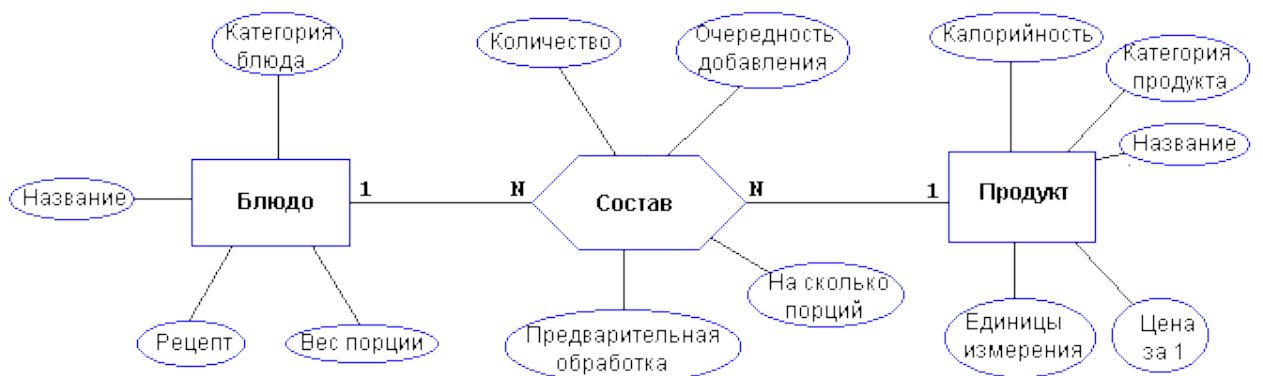 Категория
блюда
Количество
Очередность
добавления
Калорийность
Категория
продукта
Название
Название
Блюдо
1
N
Состав
N
1
Продукт
Рецепт
Вес порции
Предварительная
обработка
На сколько
порций
Единицы
измерения
Цена
за 1